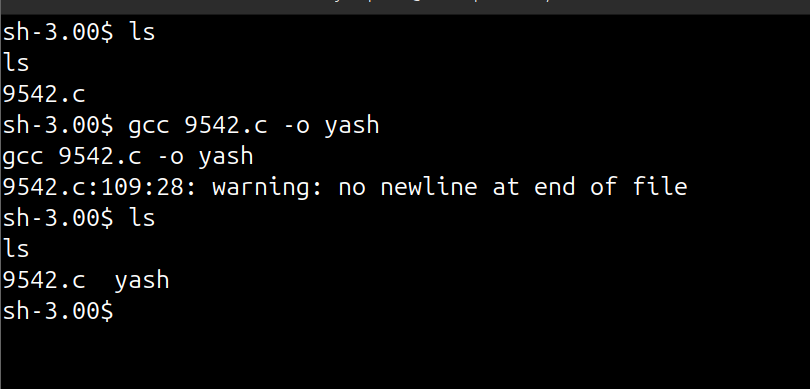 sh-3.00$ ls
ls
9542.c
sh-3.00$ gcc 9542.c -o yash
gcc 9542.c -o yash
9542.c:109:28: warning: no newline at end of file
sh-3.00$ ls
ls
9542.c  yash
sh-3.00$